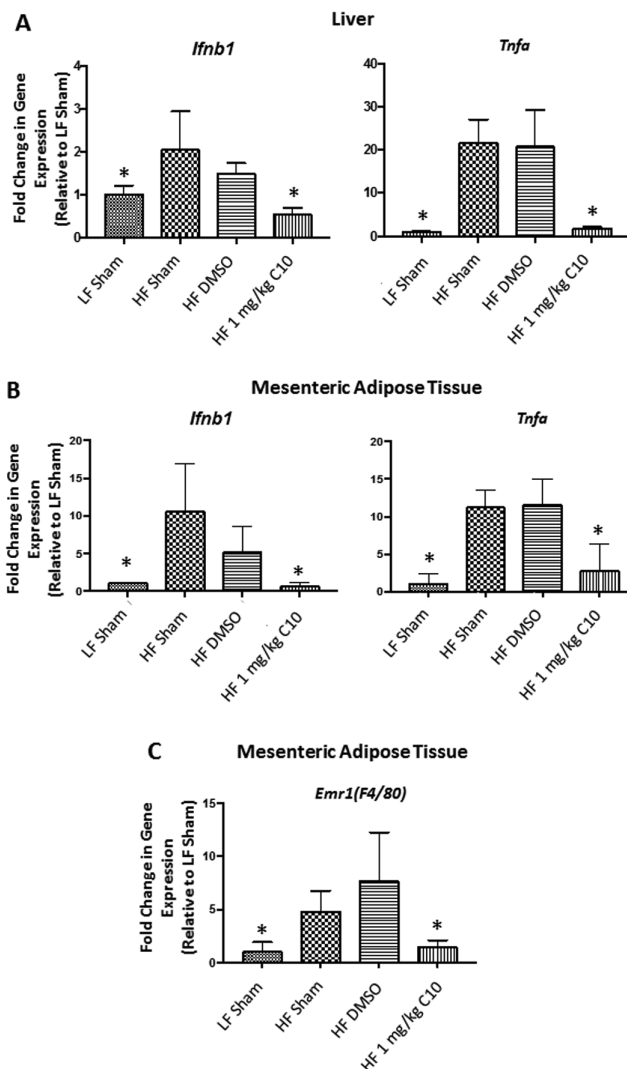 A
Liver
Ifnb1
Tnfa
Fold Change in Gene
Expression
(Relative to LF Sham)
4
3
2
1
0
*
*
40
30
20
10
0
*
*
LF Sham
HF Sham
HF DMSO
HF 1 mg/kg C10
LF Sham
HF Sham
HF DMSO
HF 1 mg/kg C10
B
Mesenteric Adipose Tissue
Ifnb1
Tnfa
Fold Change in Gene
Expression
(Relative to LF Sham)
20
15
10
5
0
*
*
20
15
10
5
0
*
*
LF Sham
HF Sham
HF DMSO
HF 1 mg/kg C10
LF Sham
HF Sham
HF DMSO
HF 1 mg/kg C10
C
Mesenteric Adipose Tissue
Emr1(F4/80)
Fold Change in Gene
Expression
(Relative to LF Sham)
15
10
5
0
*
*
LF Sham
HF Sham
HF DMSO
HF 1 mg/kg C10